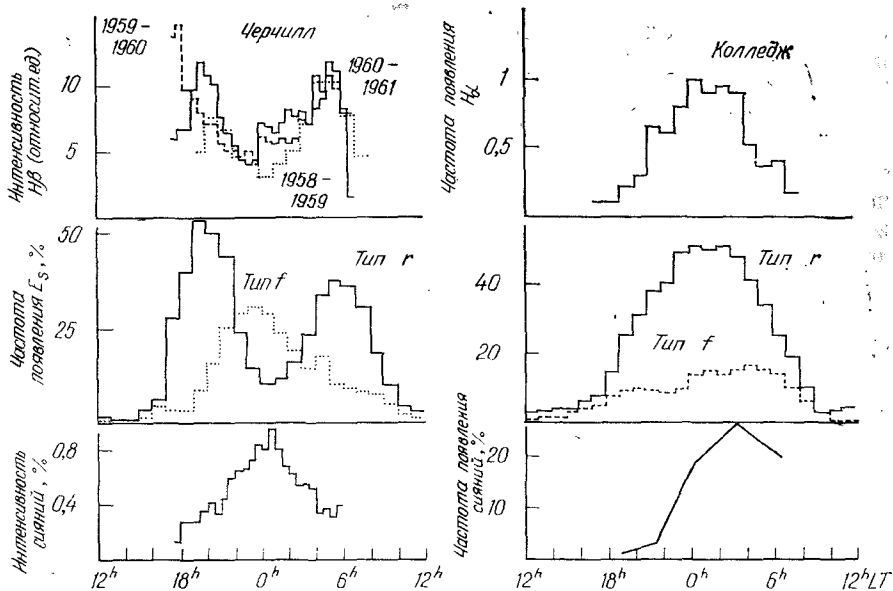 1959 –
1960
Черчилл
1960 –
1961
1958 –
1959
Интенсивность
Hβ (относит.ед.)
10
5
Колледж
Частота появления
Hα
1
0,5
Частота
появления Es, %
50
25
Тип r
Тип f
Тип r
Тип f
40
20
Интенсивность
сияний, %
0,8
0,4
Частота появления
сияний, %
20
10
12h 18h 0h 6h 12h
12h 18h 0h 6h 12h LT